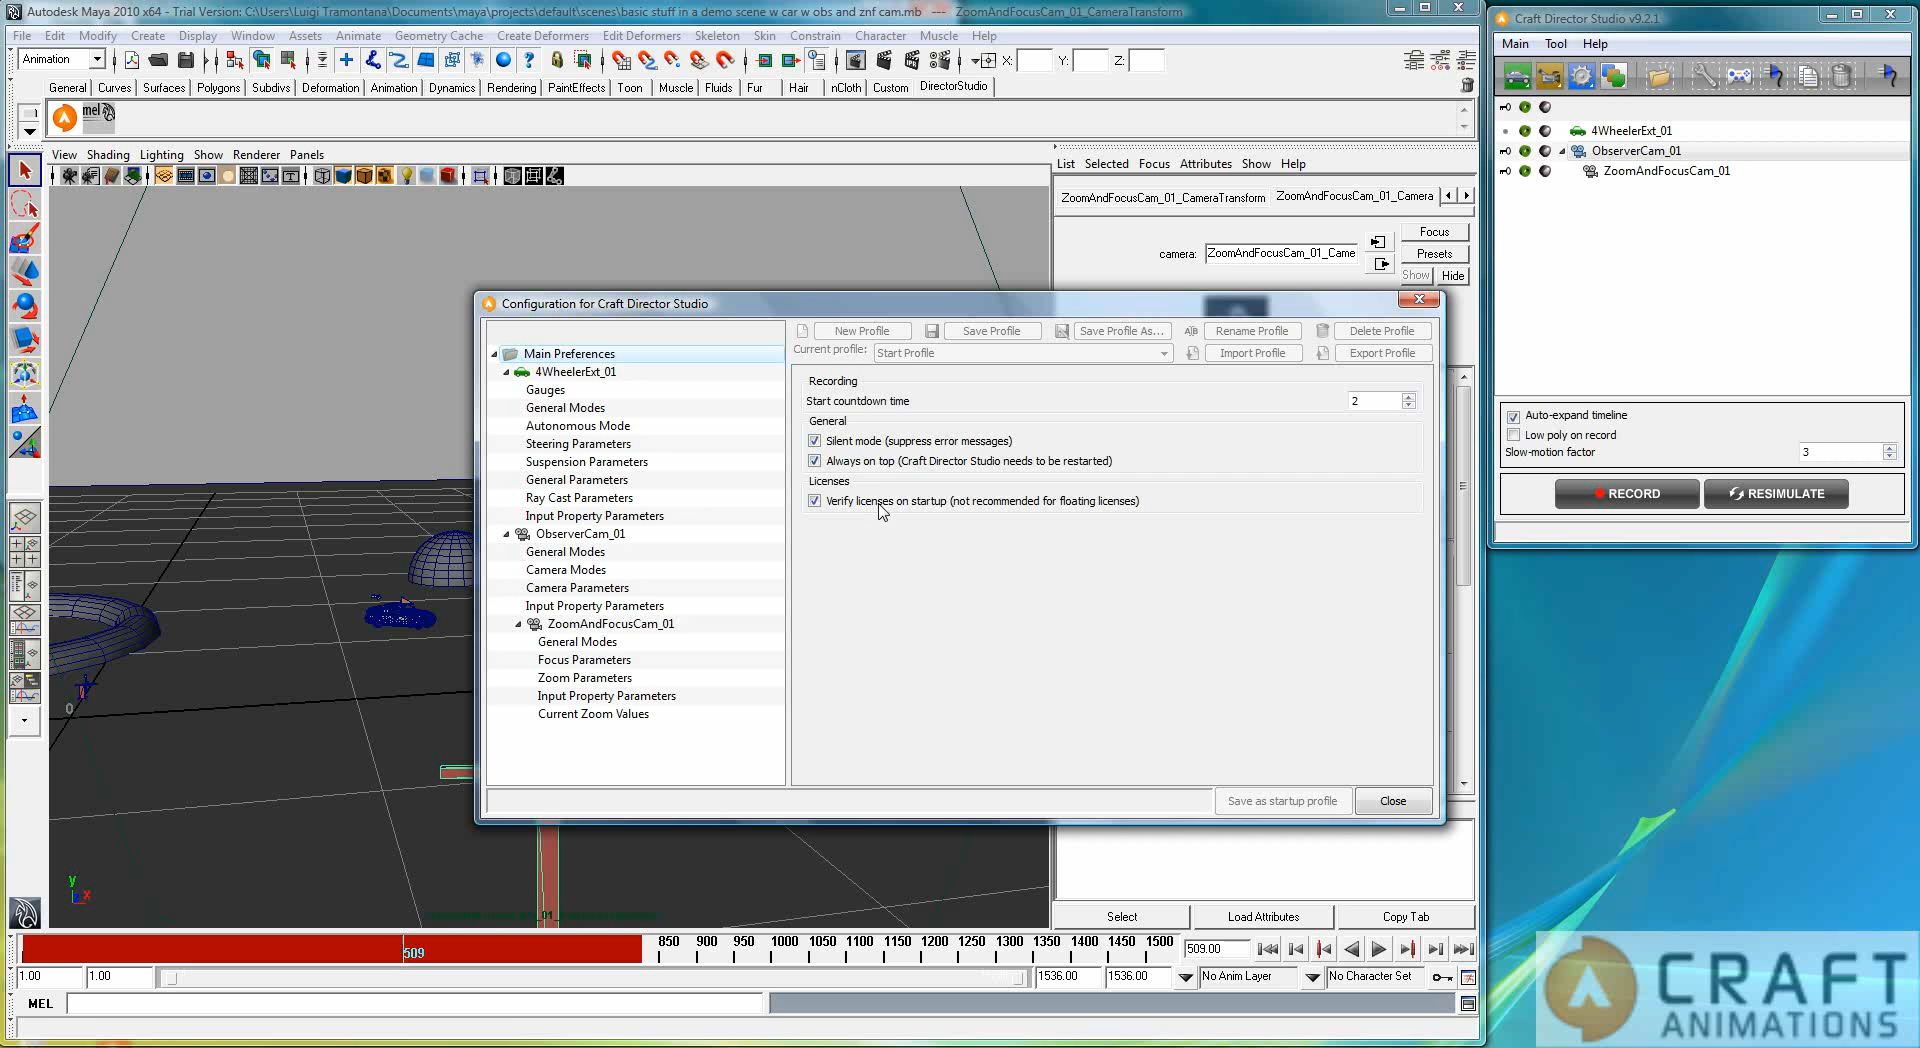 Autodesk Maya 2010 x64 - Trial Version: C:\Users\Luigi Tramontana\Documents\maya\projects\default\scenes\basic stuff in a demo scene w car w obs and znf cam.mb --- ZoomAndFocusCam_01_CameraTransform
File Edit Modify Create Display Window Assets Animate Geometry Cache Create Deformers Edit Deformers Skeleton Skin Constrain Character Muscle Help
Animation X: Y: Z:
General Curves Surfaces Polygons Subdivs Deformation Animation Dynamics Rendering PaintEffects Toon Muscle Fluids Fur Hair nCloth Custom DirectorStudio
mel
View Shading Lighting Show Renderer Panels
List Selected Focus Attributes Show Help
ZoomAndFocusCam_01_CameraTransform ZoomAndFocusCam_01_Camera
camera: ZoomAndFocusCam_01_Came
Focus
Presets
Show Hide
Configuration for Craft Director Studio
Main Preferences
4WheelerExt_01
Gauges
General Modes
Autonomous Mode
Steering Parameters
Suspension Parameters
General Parameters
Ray Cast Parameters
Input Property Parameters
ObserverCam_01
General Modes
Camera Modes
Camera Parameters
Input Property Parameters
ZoomAndFocusCam_01
General Modes
Focus Parameters
Zoom Parameters
Input Property Parameters
Current Zoom Values
New Profile Save Profile Save Profile As... Rename Profile Delete Profile
Current profile: Start Profile Import Profile Export Profile
Recording
Start countdown time 2
General
Silent mode (suppress error messages)
Always on top (Craft Director Studio needs to be restarted)
Licenses
Verify licenses on startup (not recommended for floating licenses)
Save as startup profile Close
Craft Director Studio v9.2.1
Main Tool Help
4WheelerExt_01
ObserverCam_01
ZoomAndFocusCam_01
Auto-expand timeline
Low poly on record
Slow-motion factor 3
RECORD RESIMULATE
0
y
x
Select Load Attributes Copy Tab
509 850 900 950 1000 1050 1100 1150 1200 1250 1300 1350 1400 1450 1500 509.00
1.00 1.00 1536.00 1536.00 No Anim Layer No Character Set
MEL
CRAFT
ANIMATIONS